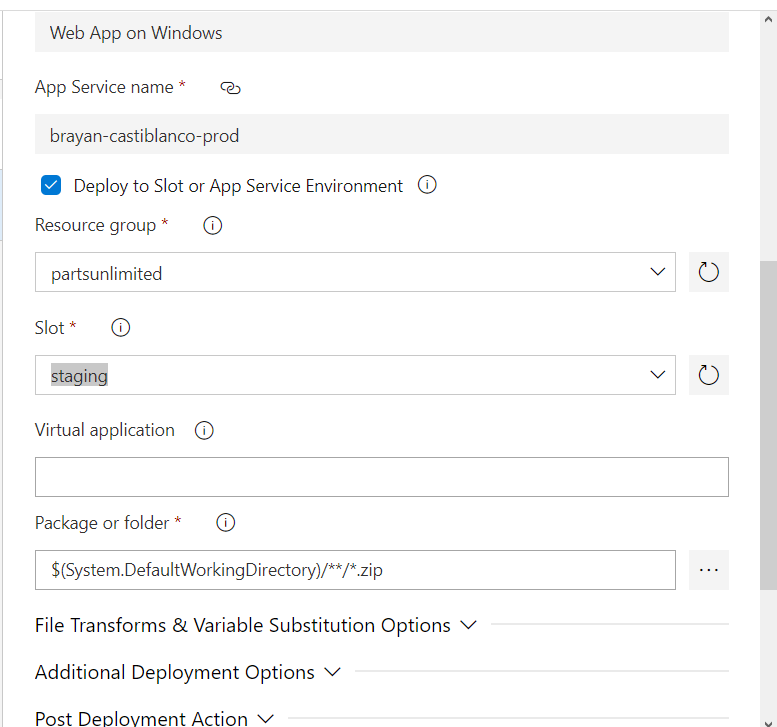 Web App on Windows
App Service name *
brayan-castiblanco-prod
Deploy to Slot or App Service Environment
Resource group *
partsunlimited
Slot *
staging
Virtual application
Package or folder *
$(System.DefaultWorkingDirectory)/**/*.zip
File Transforms & Variable Substitution Options
Additional Deployment Options
Post Deployment Action